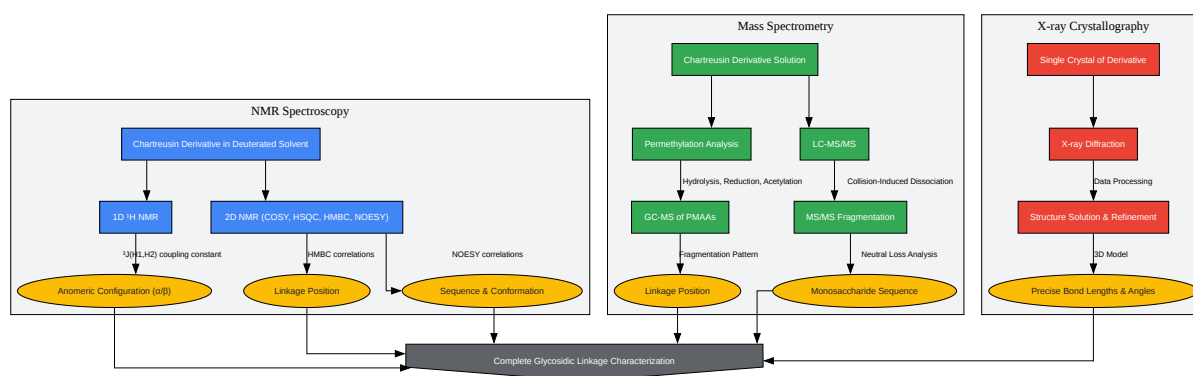 Mass Spectrometry
X-ray Crystallography
Chartreusin Derivative Solution
Single Crystal of Derivative
NMR Spectroscopy
Chartreusin Derivative in Deuterated Solvent
Permethylation Analysis
LC-MS/MS
X-ray Diffraction
Hydrolysis, Reduction, Acetylation
Collision-Induced Dissociation
Data Processing
1D ¹H NMR
2D NMR (COSY, HSQC, HMBC, NOESY)
GC-MS of PMAAs
MS/MS Fragmentation
Structure Solution & Refinement
³J(H1,H2) coupling constant
HMBC correlations
NOESY correlations
Fragmentation Pattern
Neutral Loss Analysis
3D Model
Anomeric Configuration (α/β)
Linkage Position
Sequence & Conformation
Linkage Position
Monosaccharide Sequence
Precise Bond Lengths & Angles
Complete Glycosidic Linkage Characterization